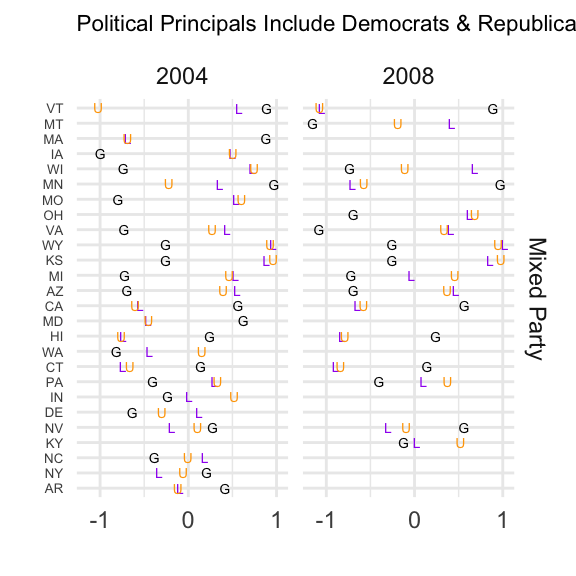 Political Principals Include Democrats & Republica
2004 2008
VT U L G U L G
MT G U L
MA L U G
IA G L U
WI G L U G U L
MN U L G L U G
MO G L U
OH G L U
VA G U L G U L
WY G U L G U L
KS G L U G L U
MI G U L G L U
AZ G U L G U L
CA U L G L U G
MD L U G
HI U L G L U G
WA G L U
CT L U G L U G
PA G L U G L U
IN G L U
DE G U L
NV L U G L U G
KY G L U
NC G U L
NY L U G
AR U L G
-1 0 1 -1 0 1
Mixed Party